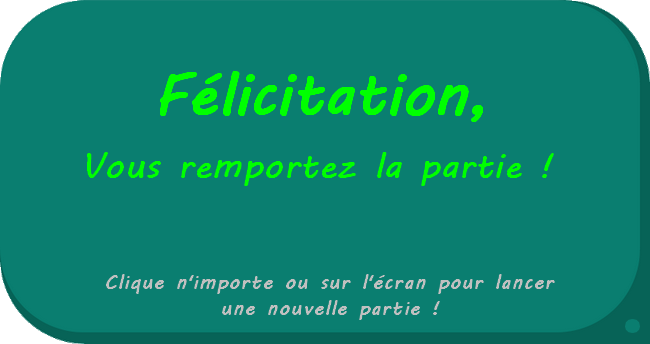 Félicitation,
Vous remportez la partie !
Clique n'importe ou sur l'écran pour lancer
une nouvelle partie !